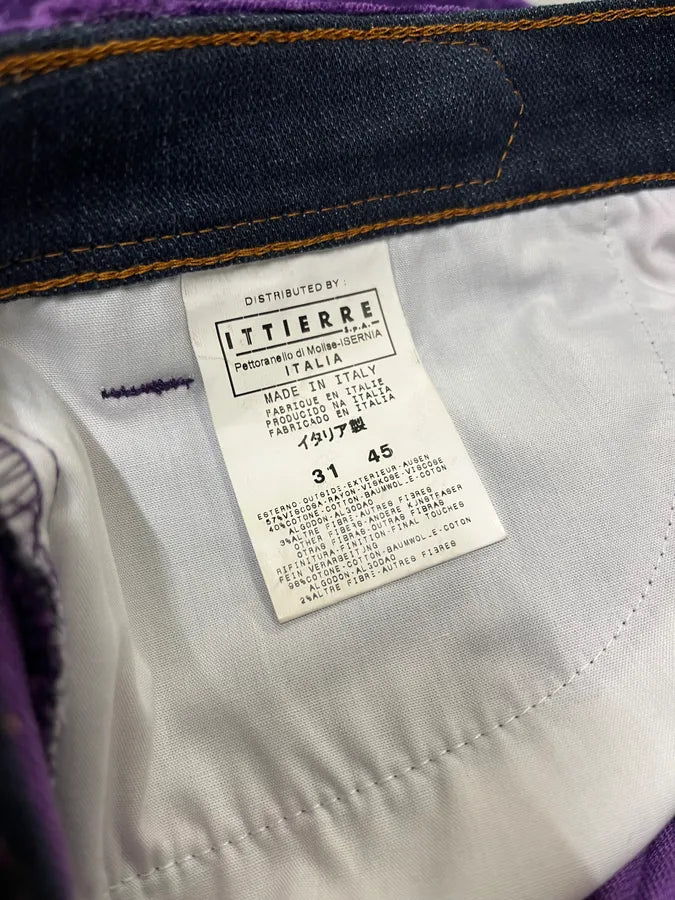 DISTRIBUTED BY :
ITTIERRE
S.p.A.
Pettoranello di Molise-ISERNIA
ITALIA
MADE IN ITALY
FABRIQUE EN ITALIE
PRODUCIDO NA ITALIA
FABRICADO EN ITALIA
イタリア製
31 45
ESTERNO-OUTSIDE-EXTERIEUR-AUSEN
57%VISCOSA-RAYON-VISKOSE-VISCOSE
40%COTONE-COTTON-BAUMWOLLE-COTON
ALGODON-ALGODAO
3%ALTRE FIBRE-AUTRES FIBRES
OTHER FIBERS-ANDERE KUNSTFASER
OTRAS FIBRAS-OUTRAS FIBRAS
RIFINITURA-FINITION-FINAL TOUCHES
FEIN VERARBEITUNG
98%COTONE-COTTON-BAUMWOLLE-COTON
ALGODON-ALGODAO
2%ALTRE FIBRE-AUTRES FIBRES